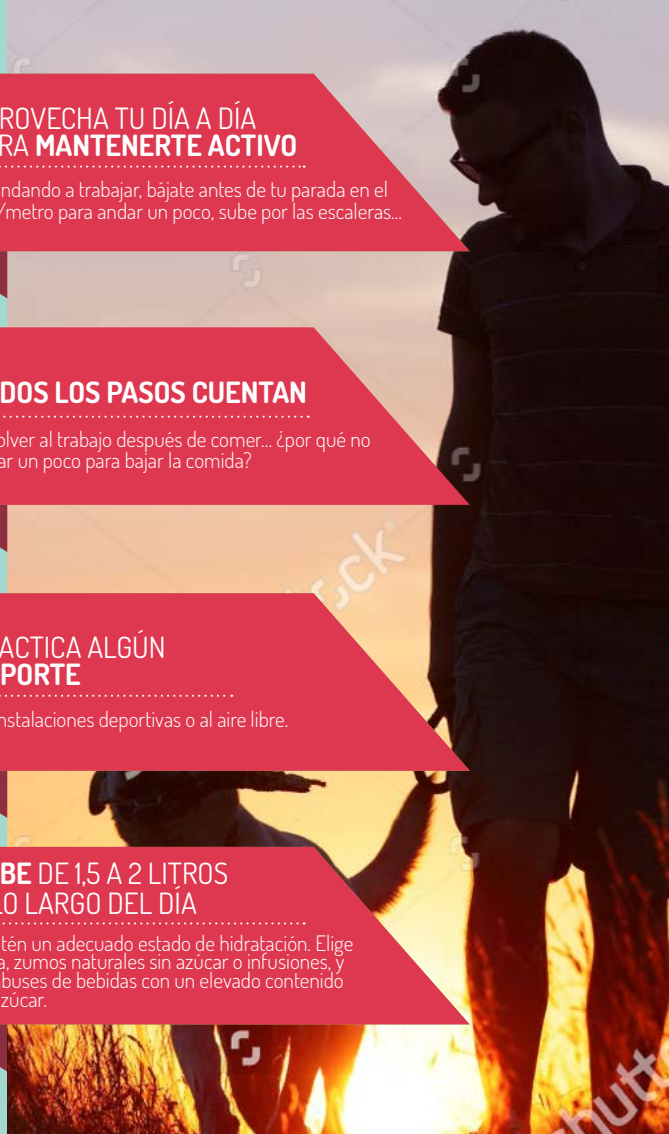 ROVECHA TU DÍA A DÍA
RA MANTENERTE ACTIVO
ndando a trabajar, bájate antes de tu parada en el
/metro para andar un poco, sube por las escaleras...
DOS LOS PASOS CUENTAN
olver al trabajo después de comer... ¿por qué no
ar un poco para bajar la comida?
ck
ACTICA ALGÚN
PORTE
nstalaciones deportivas o al aire libre.
BE DE 1,5 A 2 LITROS
LO LARGO DEL DÍA
tén un adecuado estado de hidratación. Elige
a, zumos naturales sin azúcar o infusiones, y
buses de bebidas con un elevado contenido
zúcar.
shutt